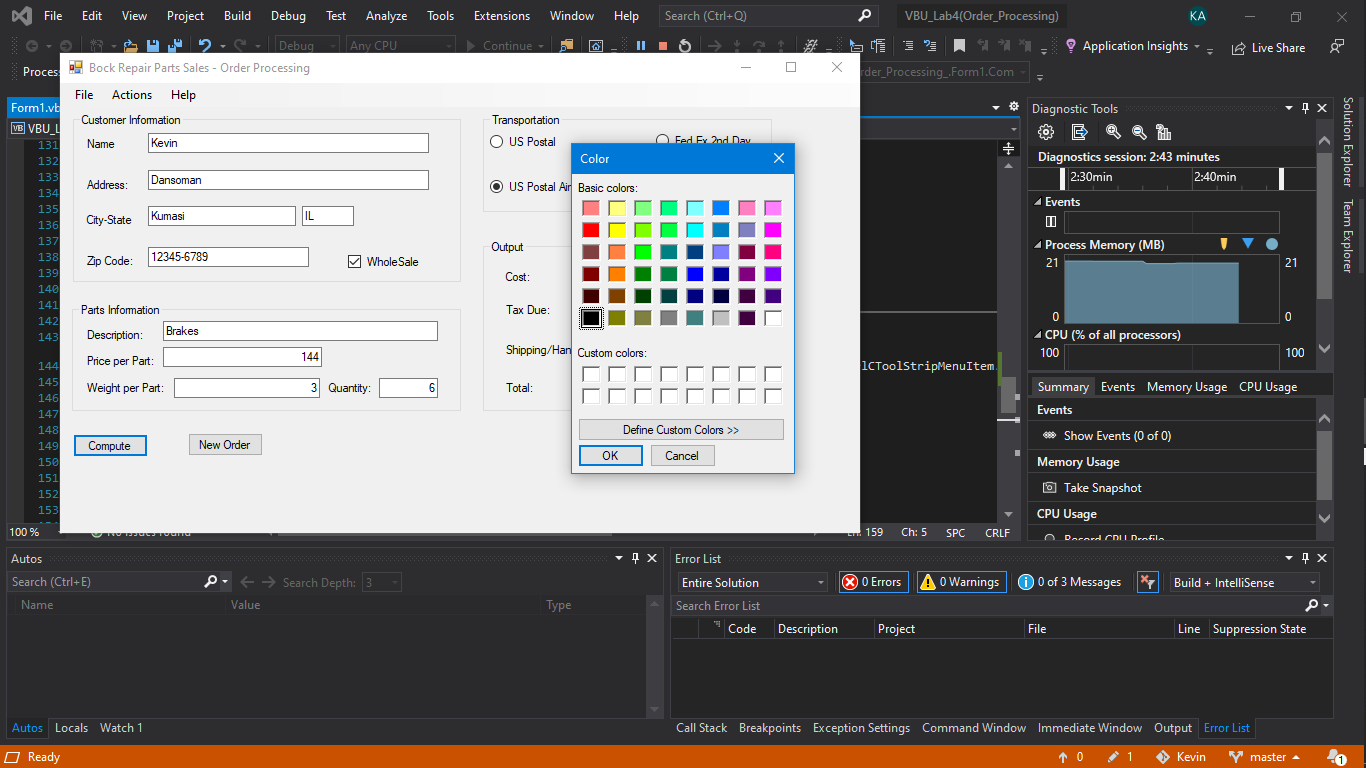 File Edit View Project Build Debug Test Analyze Tools Extensions Window Help Search (Ctrl+Q) VBU_Lab4(Order_Processing) KA
Debug Any CPU Continue Application Insights Live Share
Bock Repair Parts Sales - Order Processing
File Actions Help
Form1.vb
VBU_L
Customer Information
Name Kevin
Address: Dansoman
City-State Kumasi IL
Zip Code: 12345-6789 WholeSale
Parts Information
Description: Brakes
Price per Part: 144
Weight per Part: 3 Quantity: 6
Compute New Order
Transportation
US Postal Fed Ex 2nd Day
US Postal Air
Output
Cost:
Tax Due:
Shipping/Han
Total:
Color
Basic colors:
Custom colors:
Define Custom Colors >>
OK Cancel
rder_Processing_.Form1.Com
lCToolStripMenuItem
131
132
133
134
135
136
137
138
139
140
141
142
143
144
145
146
147
148
149
150
151
152
153
100 % No issues found Ln: 159 Ch: 5 SPC CRLF
Diagnostic Tools
Diagnostics session: 2:43 minutes
2:30min 2:40min
Events
Process Memory (MB)
21 21
0 0
CPU (% of all processors)
100 100
Summary Events Memory Usage CPU Usage
Events
Show Events (0 of 0)
Memory Usage
Take Snapshot
CPU Usage
Record CPU Profile
Solution Explorer
Team Explorer
Autos
Search (Ctrl+E) Search Depth: 3
Name Value Type
Autos Locals Watch 1
Error List
Entire Solution 0 Errors 0 Warnings 0 of 3 Messages Build + IntelliSense
Search Error List
Code Description Project File Line Suppression State
Call Stack Breakpoints Exception Settings Command Window Immediate Window Output Error List
Ready 0 1 Kevin master 1